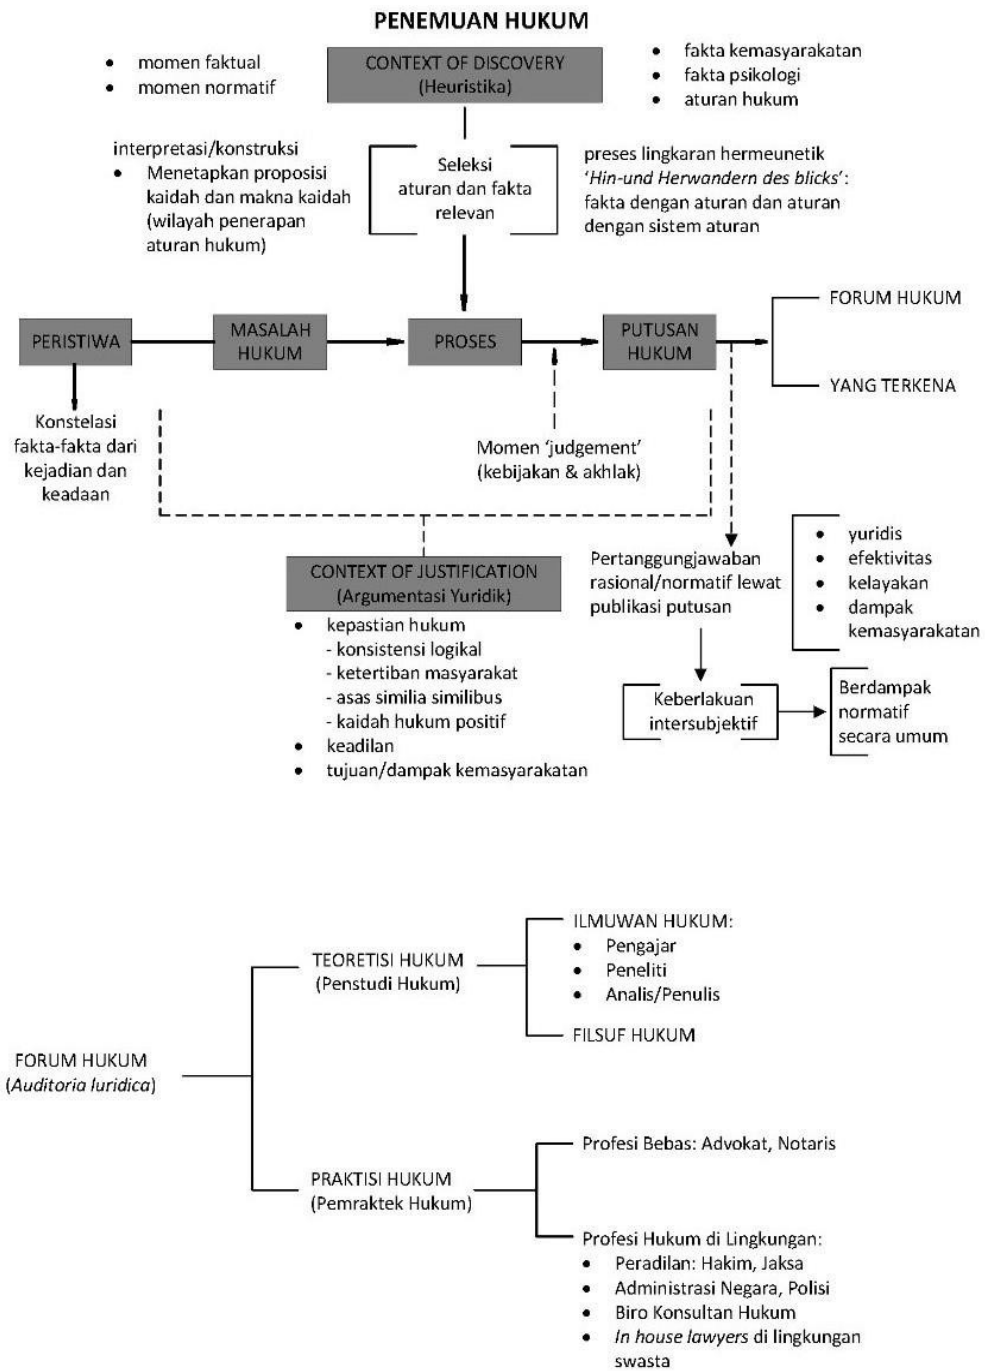 PENEMUAN HUKUM
• momen faktual
• momen normatif
CONTEXT OF DISCOVERY
(Heuristika)
• fakta kemasyarakatan
• fakta psikologi
• aturan hukum
interpretasi/konstruksi
• Menetapkan proposisi
kaidah dan makna kaidah
(wilayah penerapan
aturan hukum)
Seleksi
aturan dan fakta
relevan
preses lingkaran hermeunetik
‘Hin-und Herwandern des blicks’:
fakta dengan aturan dan aturan
dengan sistem aturan
PERISTIWA
MASALAH
HUKUM
PROSES
PUTUSAN
HUKUM
FORUM HUKUM
YANG TERKENA
Konstelasi
fakta-fakta dari
kejadian dan
keadaan
Momen ‘judgement’
(kebijakan & akhlak)
CONTEXT OF JUSTIFICATION
(Argumentasi Yuridik)
• kepastian hukum
- konsistensi logikal
- ketertiban masyarakat
- asas similia similibus
- kaidah hukum positif
• keadilan
• tujuan/dampak kemasyarakatan
Pertanggungjawaban
rasional/normatif lewat
publikasi putusan
• yuridis
• efektivitas
• kelayakan
• dampak
kemasyarakatan
Keberlakuan
intersubjektif
Berdampak
normatif
secara umum
FORUM HUKUM
(Auditoria Iuridica)
TEORETISI HUKUM
(Penstudi Hukum)
ILMUWAN HUKUM:
• Pengajar
• Peneliti
• Analis/Penulis
FILSUF HUKUM
PRAKTISI HUKUM
(Pemraktek Hukum)
Profesi Bebas: Advokat, Notaris
Profesi Hukum di Lingkungan:
• Peradilan: Hakim, Jaksa
• Administrasi Negara, Polisi
• Biro Konsultan Hukum
• In house lawyers di lingkungan
swasta